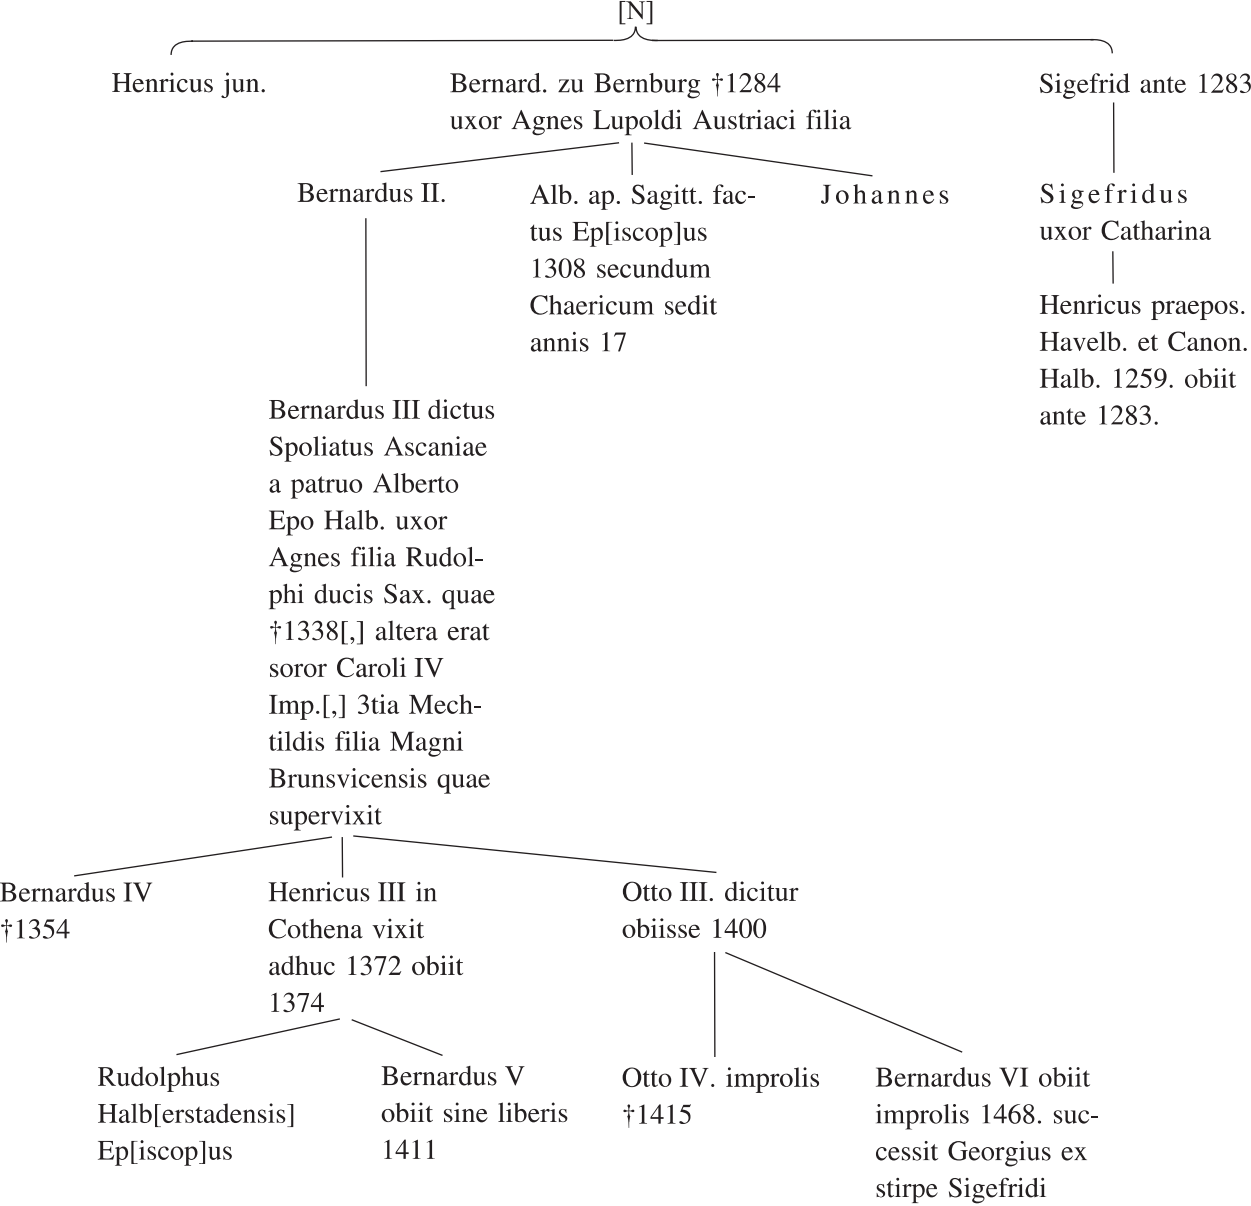 [N]
Henricus jun.
Bernard. zu Bernburg †1284
uxor Agnes Lupoldi Austriaci filia
Sigefrid ante 1283
Bernardus II.
Alb. ap. Sagitt. fac-
tus Ep[iscop]us
1308 secundum
Chaericum sedit
annis 17
Johannes
Sigefridus
uxor Catharina
Henricus praepos.
Havelb. et Canon.
Halb. 1259. obiit
ante 1283.
Bernardus III dictus
Spoliatus Ascaniae
a patruo Alberto
Epo Halb. uxor
Agnes filia Rudol-
phi ducis Sax. quae
†1338[,] altera erat
soror Caroli IV
Imp.[,] 3tia Mech-
tildis filia Magni
Brunsvicensis quae
supervixit
Bernardus IV
†1354
Henricus III in
Cothena vixit
adhuc 1372 obiit
1374
Otto III. dicitur
obiisse 1400
Rudolphus
Halb[erstadensis]
Ep[iscop]us
Bernardus V
obiit sine liberis
1411
Otto IV. improlis
†1415
Bernardus VI obiit
improlis 1468. suc-
cessit Georgius ex
stirpe Sigefridi